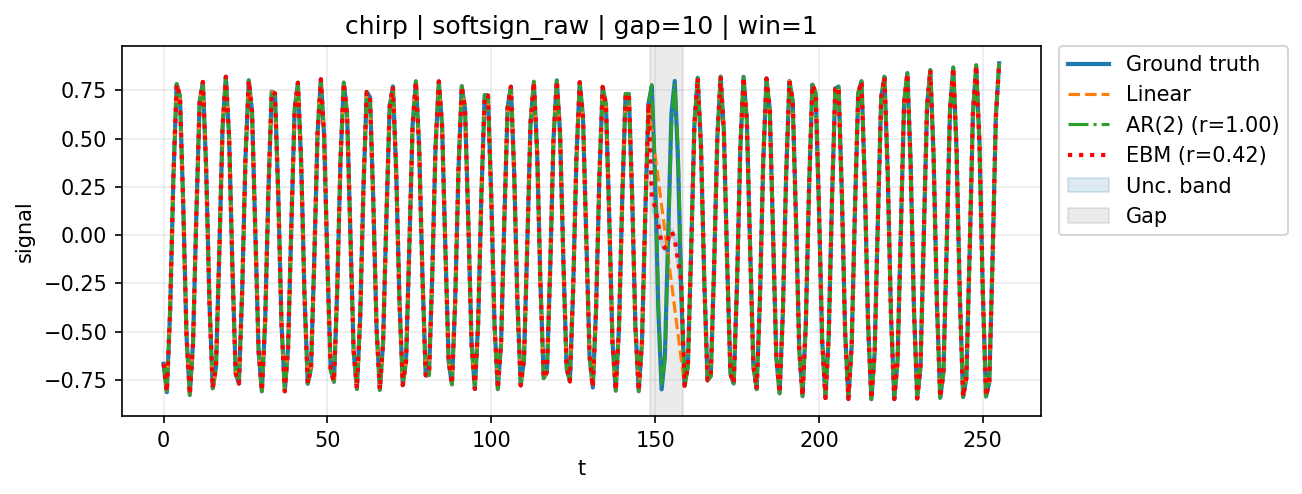 chirp | softsign_raw | gap=10 | win=1
signal
0.75
0.50
0.25
0.00
−0.25
−0.50
−0.75
0
50
100
150
200
250
t
Ground truth
Linear
AR(2) (r=1.00)
EBM (r=0.42)
Unc. band
Gap